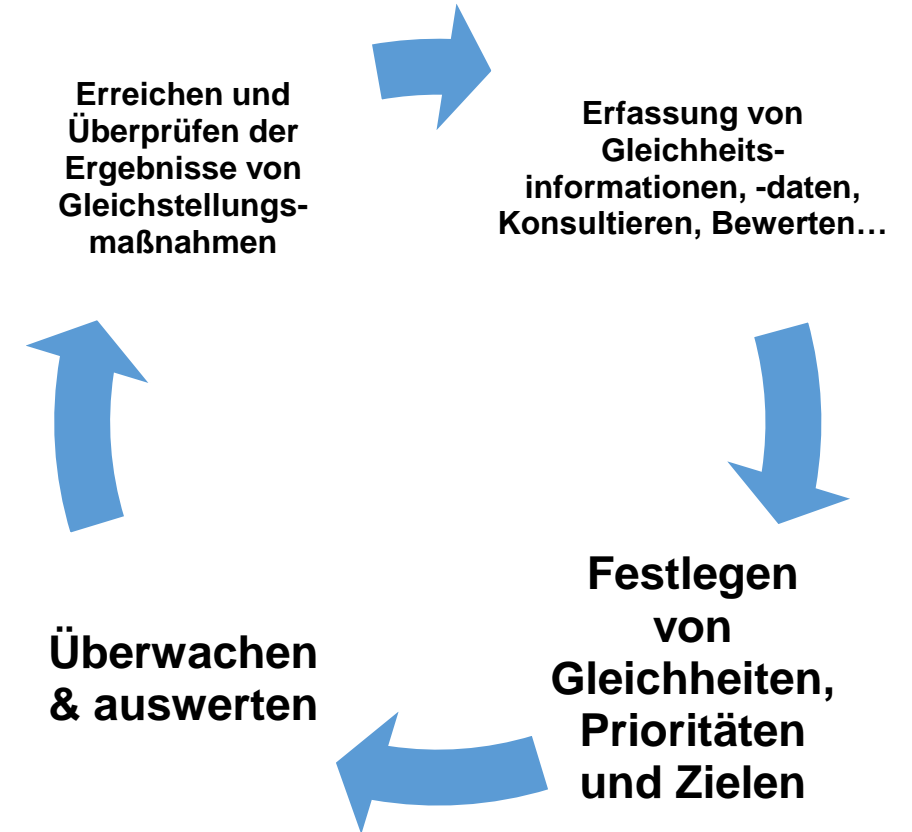 Erreichen und
Überprüfen der
Ergebnisse von
Gleichstellungs-
maßnahmen
Erfassung von
Gleichheits-
informationen, -daten,
Konsultieren, Bewerten…
Festlegen
von
Gleichheiten,
Prioritäten
und Zielen
Überwachen
& auswerten